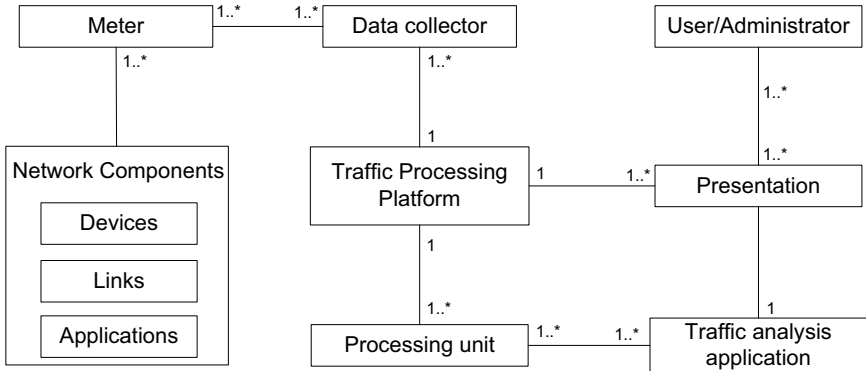 Meter
1..*
1..*
Data collector
User/Administrator
1..*
1..*
1..*
1
1..*
Network Components
Devices
Links
Applications
Traffic Processing
Platform
1
1..*
Presentation
1
1..*
1
Processing unit
1..*
1..*
Traffic analysis
application